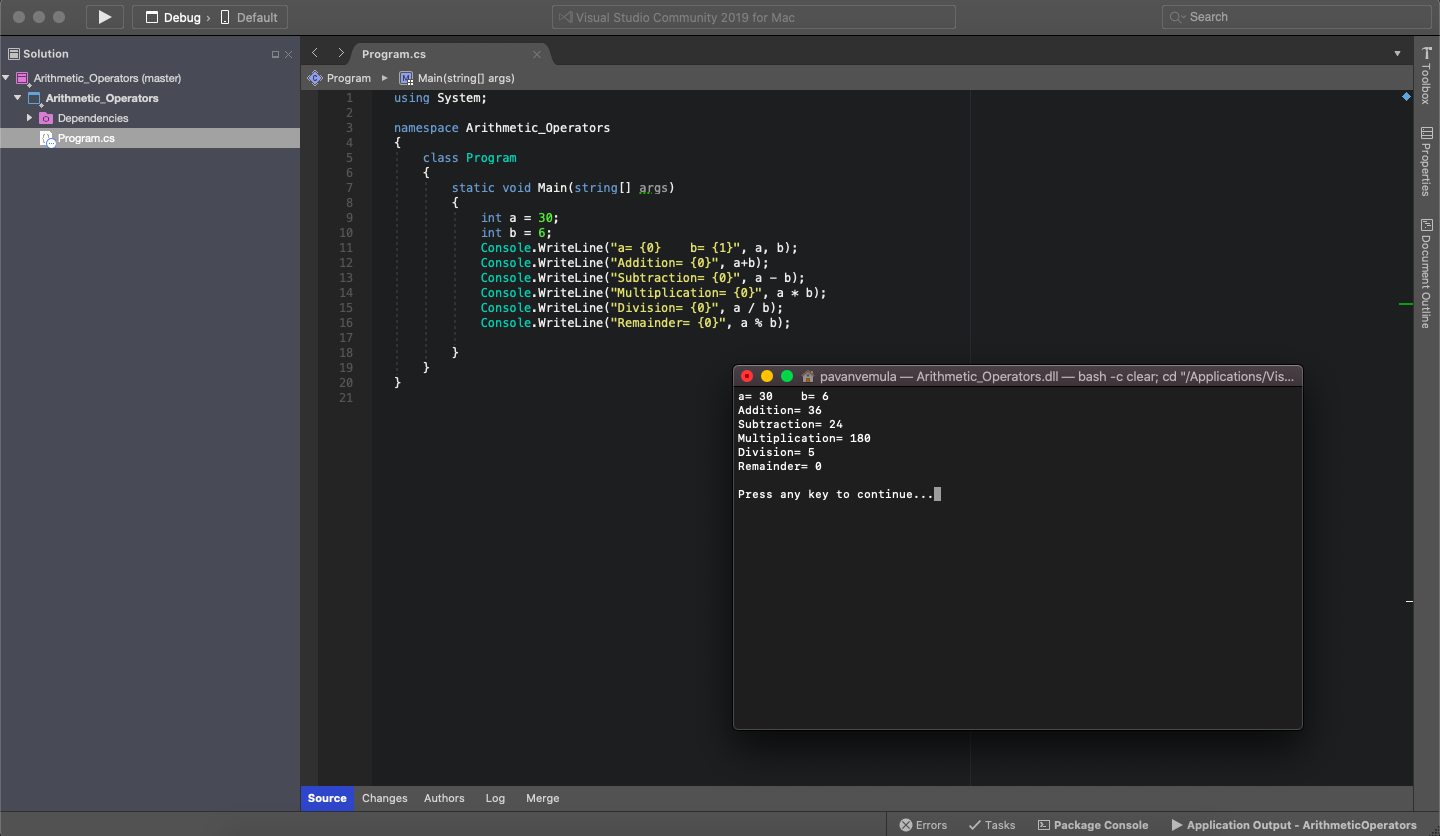 Debug › Default
Visual Studio Community 2019 for Mac
Search
Solution
Arithmetic_Operators (master)
Arithmetic_Operators
Dependencies
Program.cs
Program.cs
Program
Main(string[] args)
1 using System;
2
3 namespace Arithmetic_Operators
4 {
5 class Program
6 {
7 static void Main(string[] args)
8 {
9 int a = 30;
10 int b = 6;
11 Console.WriteLine("a= {0}    b= {1}", a, b);
12 Console.WriteLine("Addition= {0}", a+b);
13 Console.WriteLine("Subtraction= {0}", a - b);
14 Console.WriteLine("Multiplication= {0}", a * b);
15 Console.WriteLine("Division= {0}", a / b);
16 Console.WriteLine("Remainder= {0}", a % b);
17
18 }
19 }
20 }
21
pavanvemula — Arithmetic_Operators.dll — bash -c clear; cd "/Applications/Vis...
a= 30    b= 6
Addition= 36
Subtraction= 24
Multiplication= 180
Division= 5
Remainder= 0
Press any key to continue...
Toolbox
Properties
Document Outline
Source Changes Authors Log Merge
Errors Tasks Package Console Application Output - ArithmeticOperators